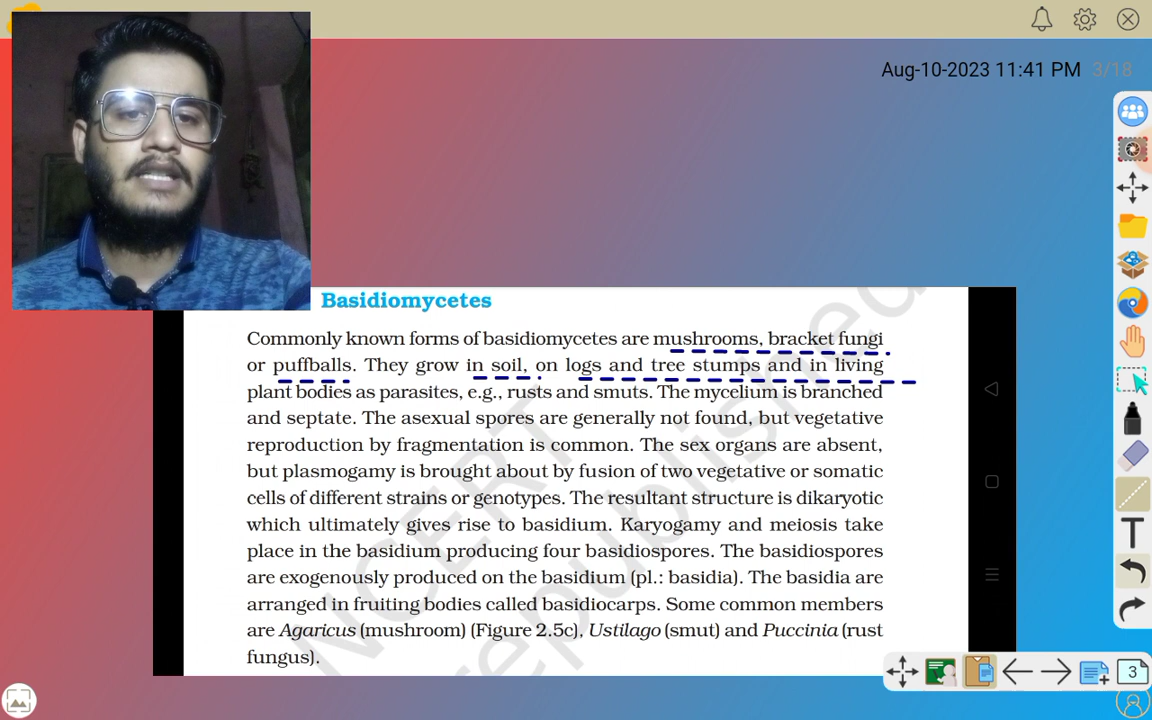 Aug-10-2023 11:41 PM 3/18
Basidiomycetes
Commonly known forms of basidiomycetes are mushrooms, bracket fungi
or puffballs. They grow in soil, on logs and tree stumps and in living
plant bodies as parasites, e.g., rusts and smuts. The mycelium is branched
and septate. The asexual spores are generally not found, but vegetative
reproduction by fragmentation is common. The sex organs are absent,
but plasmogamy is brought about by fusion of two vegetative or somatic
cells of different strains or genotypes. The resultant structure is dikaryotic
which ultimately gives rise to basidium. Karyogamy and meiosis take
place in the basidium producing four basidiospores. The basidiospores
are exogenously produced on the basidium (pl.: basidia). The basidia are
arranged in fruiting bodies called basidiocarps. Some common members
are Agaricus (mushroom) (Figure 2.5c), Ustilago (smut) and Puccinia (rust
fungus).
NCERT
republished
T
3